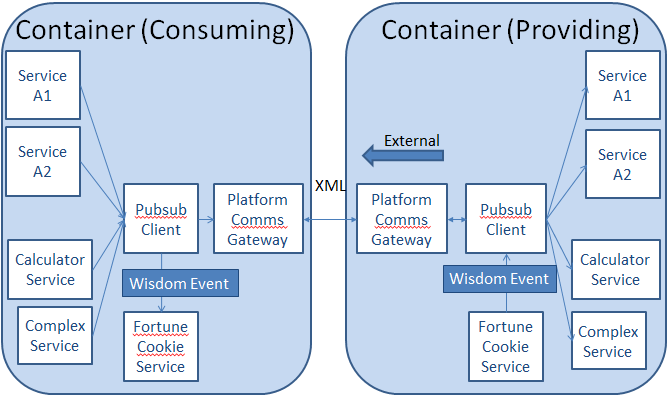 Container (Consuming)
Service
A1
Service
A2
Pubsub
Client
Platform
Comms
Gateway
Calculator
Service
Wisdom Event
Complex
Service
Fortune
Cookie
Service
XML
Container (Providing)
External
Service
A1
Service
A2
Platform
Comms
Gateway
Pubsub
Client
Calculator
Service
Wisdom Event
Fortune
Cookie
Service
Complex
Service